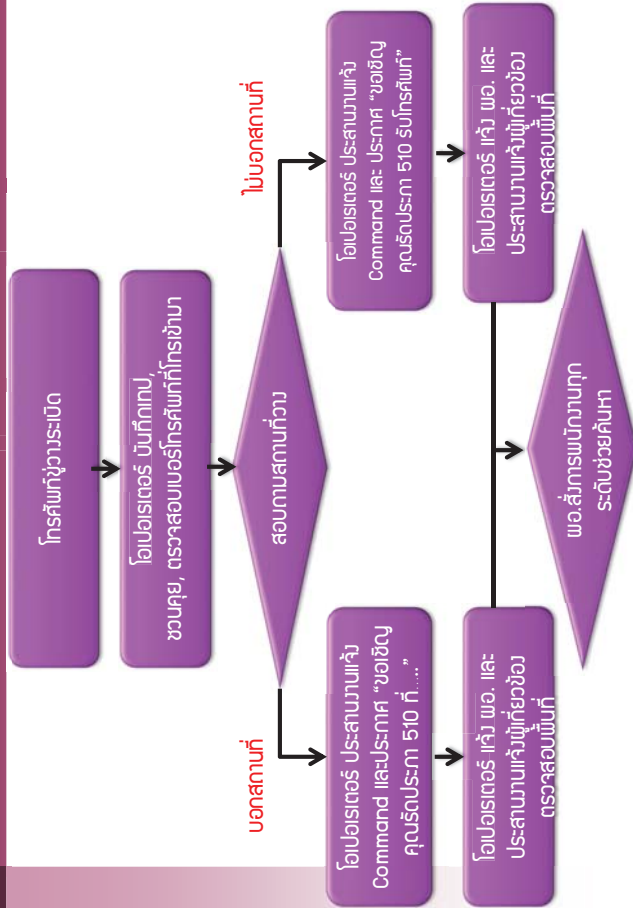 โทรศัพท์ขู่วางระเบิด
โอเปอเรเตอร์ บันทึกเทป,
ชวนคุย, ตรวจสอบเบอร์โทรศัพท์ที่โทรเข้ามา
สอบถามสถานที่วาง
บอกสถานที่
โอเปอเรเตอร์ ประสานงานแจ้ง
Command และประกาศ “ขอเชิญ
คุณรัดประภา 510 ที่.....”
โอเปอเรเตอร์ แจ้ง ผอ. และ
ประสานงานแจ้งผู้เกี่ยวข้อง
ตรวจสอบพื้นที่
ไม่บอกสถานที่
โอเปอเรเตอร์ ประสานงานแจ้ง
Command และ ประกาศ “ขอเชิญ
คุณรัดประภา 510 รับโทรศัพท์”
โอเปอเรเตอร์ แจ้ง ผอ. และ
ประสานงานแจ้งผู้เกี่ยวข้อง
ตรวจสอบพื้นที่
ผอ.สั่งการพนักงานทุก
ระดับช่วยค้นหา